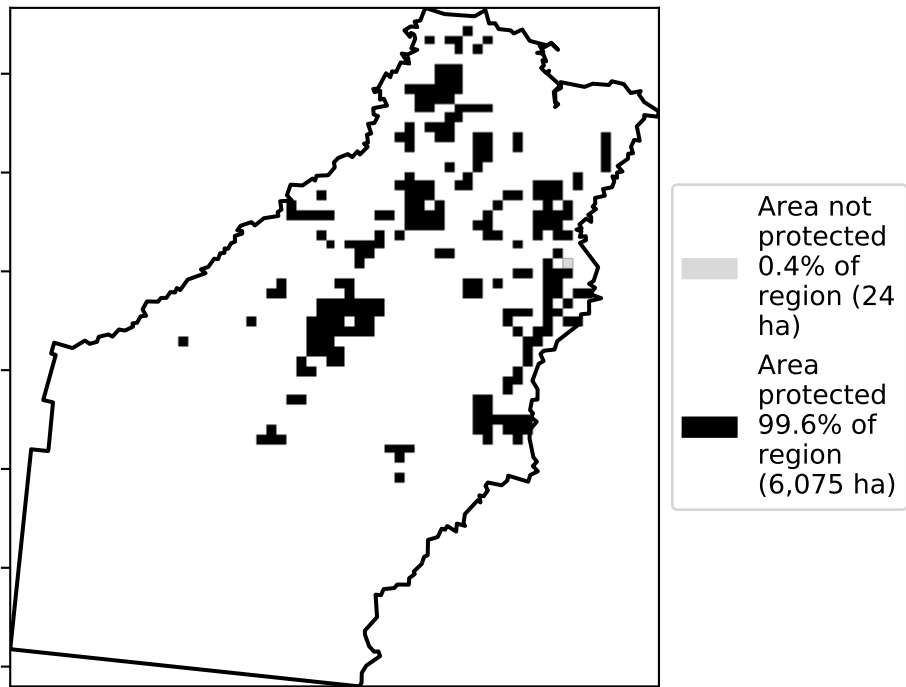 Area not
protected
0.4% of
region (24
ha)
Area
protected
99.6% of
region
(6,075 ha)